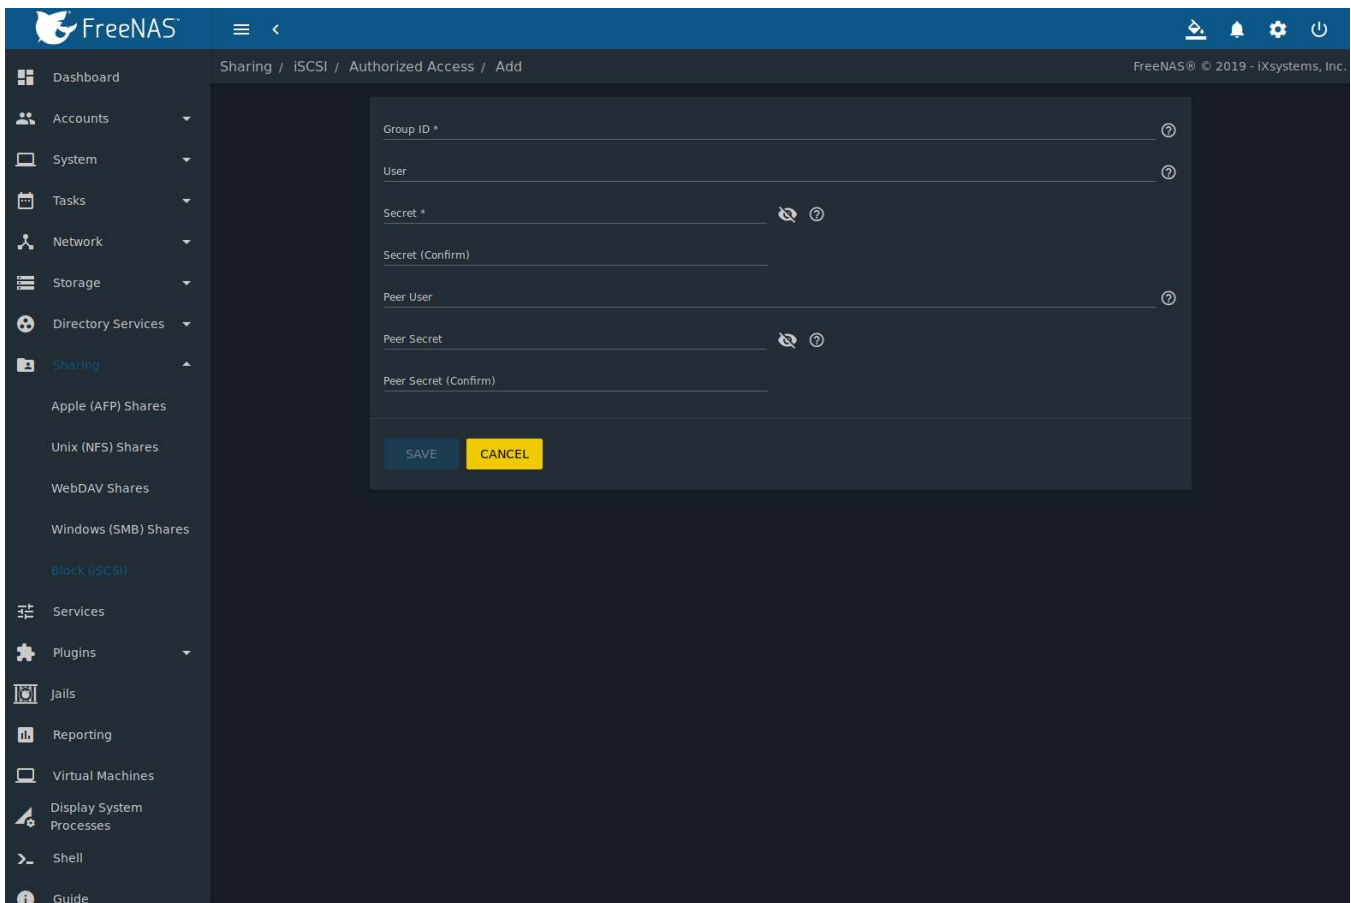 FreeNAS
Sharing / iSCSI / Authorized Access / Add
FreeNAS® © 2019 - iXsystems, Inc.
Dashboard
Accounts
System
Tasks
Network
Storage
Directory Services
Sharing
Apple (AFP) Shares
Unix (NFS) Shares
WebDAV Shares
Windows (SMB) Shares
Block (iSCSI)
Services
Plugins
Jails
Reporting
Virtual Machines
Display System
Processes
Shell
Guide
Group ID *
User
Secret *
Secret (Confirm)
Peer User
Peer Secret
Peer Secret (Confirm)
SAVE CANCEL